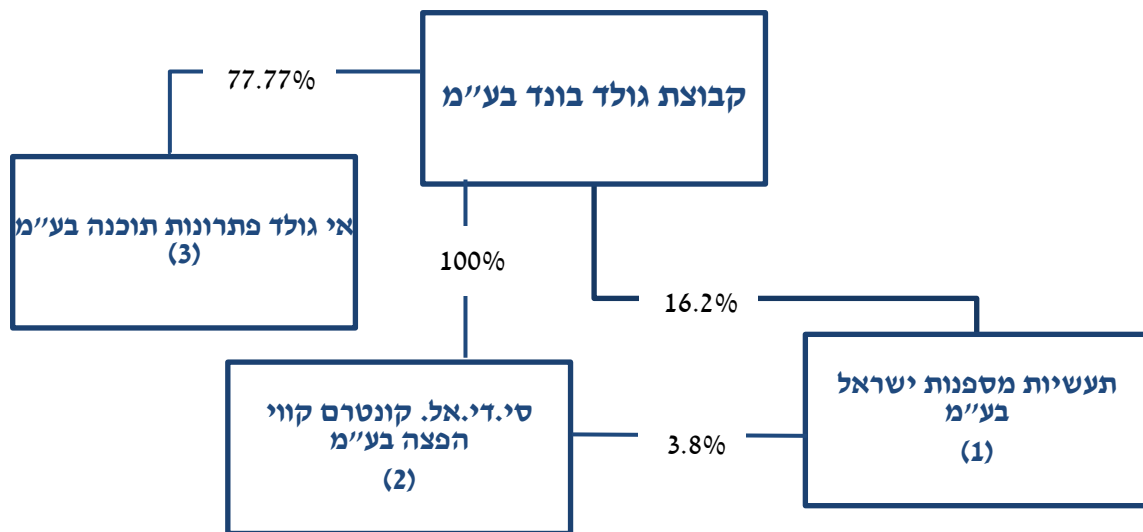 קבוצת גולד בונד בע"מ
77.77%
אי גולד פתרונות תוכנה בע"מ
(3)
100%
16.2%
תעשיות מספנות ישראל
בע"מ
(1)
סי.די.אל. קונטרם קווי
הפצה בע"מ
(2)
3.8%